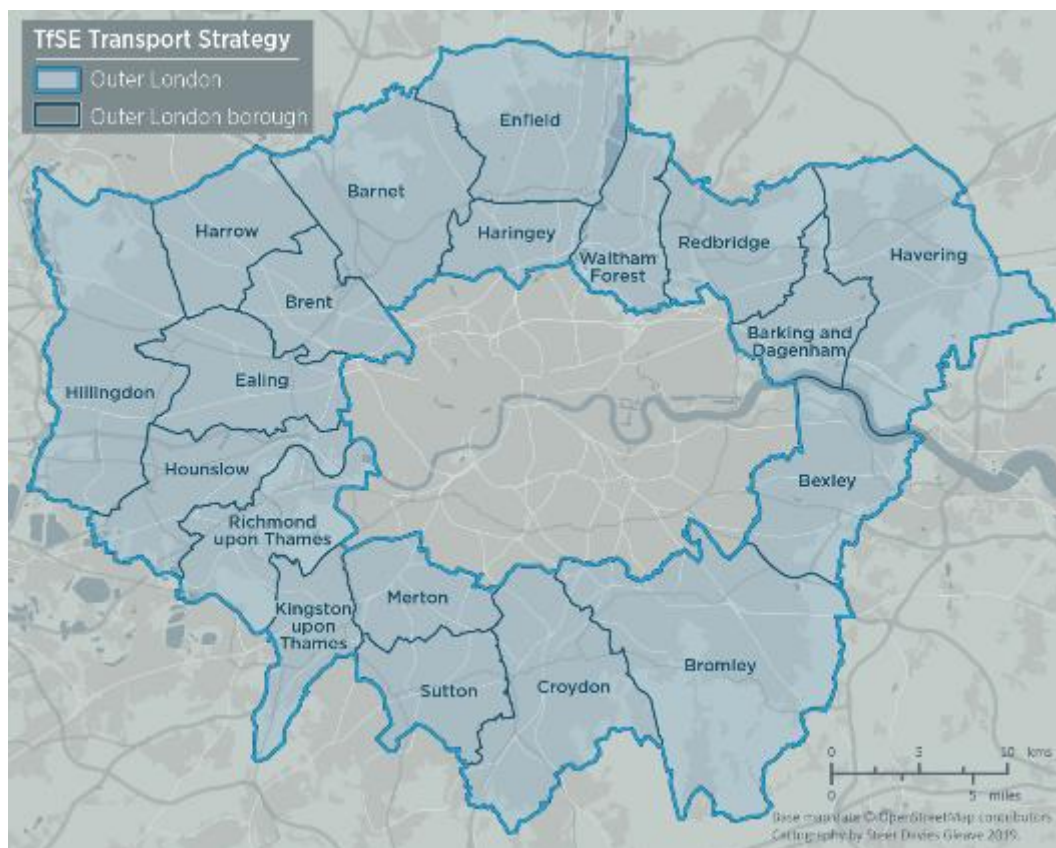 TfSE Transport Strategy
Outer London
Outer London borough
Enfield
Barnet
Harrow
Haringey
Waltham
Forest
Redbridge
Havering
Brent
Barking and
Dagenham
Hillingdon
Ealing
Hounslow
Bexley
Richmond
upon Thames
Kingston
upon
Thames
Merton
Sutton
Croydon
Bromley
0 5 10 kms
0 5 miles
Base map/data © OpenStreetMap contributors
Cartography by Steer Davies Gleave 2019.